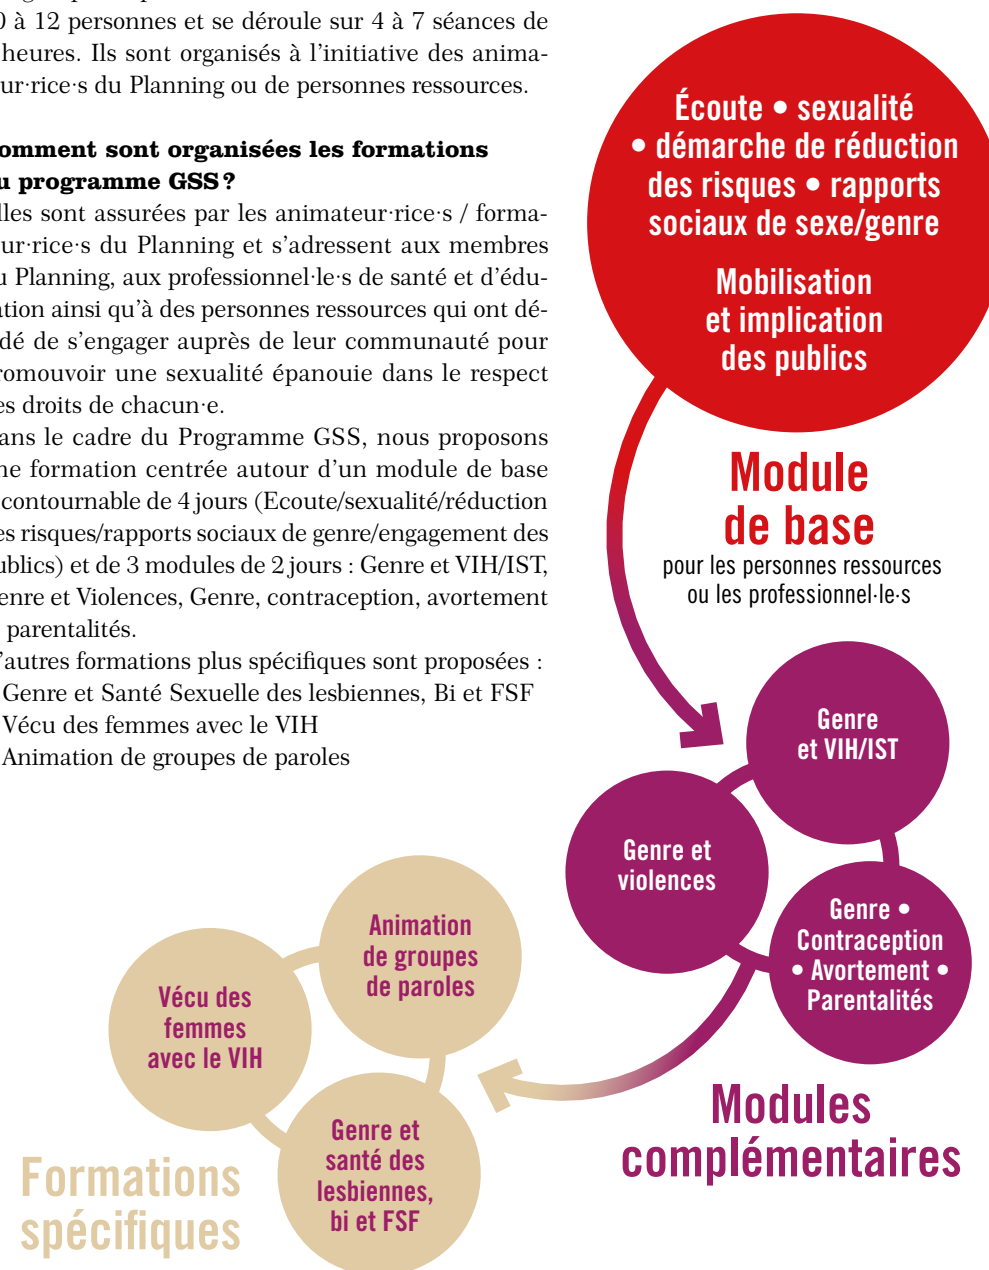 0 à 12 personnes et se déroule sur 4 à 7 séances de
heures. Ils sont organisés à l’initiative des anima-
ur·rice·s du Planning ou de personnes ressources.
omment sont organisées les formations
u programme GSS ?
lles sont assurées par les animateur·rice·s / forma-
ur·rice·s du Planning et s’adressent aux membres
u Planning, aux professionnel·le·s de santé et d’édu-
ation ainsi qu’à des personnes ressources qui ont dé-
dé de s’engager auprès de leur communauté pour
romouvoir une sexualité épanouie dans le respect
es droits de chacun·e.
ans le cadre du Programme GSS, nous proposons
ne formation centrée autour d’un module de base
contournable de 4 jours (Ecoute/sexualité/réduction
es risques/rapports sociaux de genre/engagement des
ublics) et de 3 modules de 2 jours : Genre et VIH/IST,
enre et Violences, Genre, contraception, avortement
parentalités.
’autres formations plus spécifiques sont proposées :
Genre et Santé Sexuelle des lesbiennes, Bi et FSF
Vécu des femmes avec le VIH
Animation de groupes de paroles
Écoute • sexualité
• démarche de réduction
des risques • rapports
sociaux de sexe/genre
Mobilisation
et implication
des publics
Module
de base
pour les personnes ressources
ou les professionnel·le·s
Genre
et VIH/IST
Genre et
violences
Genre •
Contraception
• Avortement •
Parentalités
Modules
complémentaires
Animation
de groupes
de paroles
Vécu des
femmes
avec le VIH
Genre et
santé des
lesbiennes,
bi et FSF
Formations
spécifiques